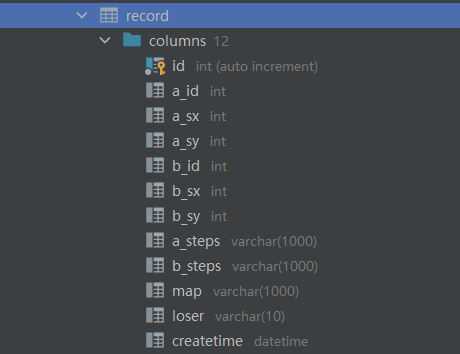 record
columns 12
id int (auto increment)
a_id int
a_sx int
a_sy int
b_id int
b_sx int
b_sy int
a_steps varchar(1000)
b_steps varchar(1000)
map varchar(1000)
loser varchar(10)
createtime datetime